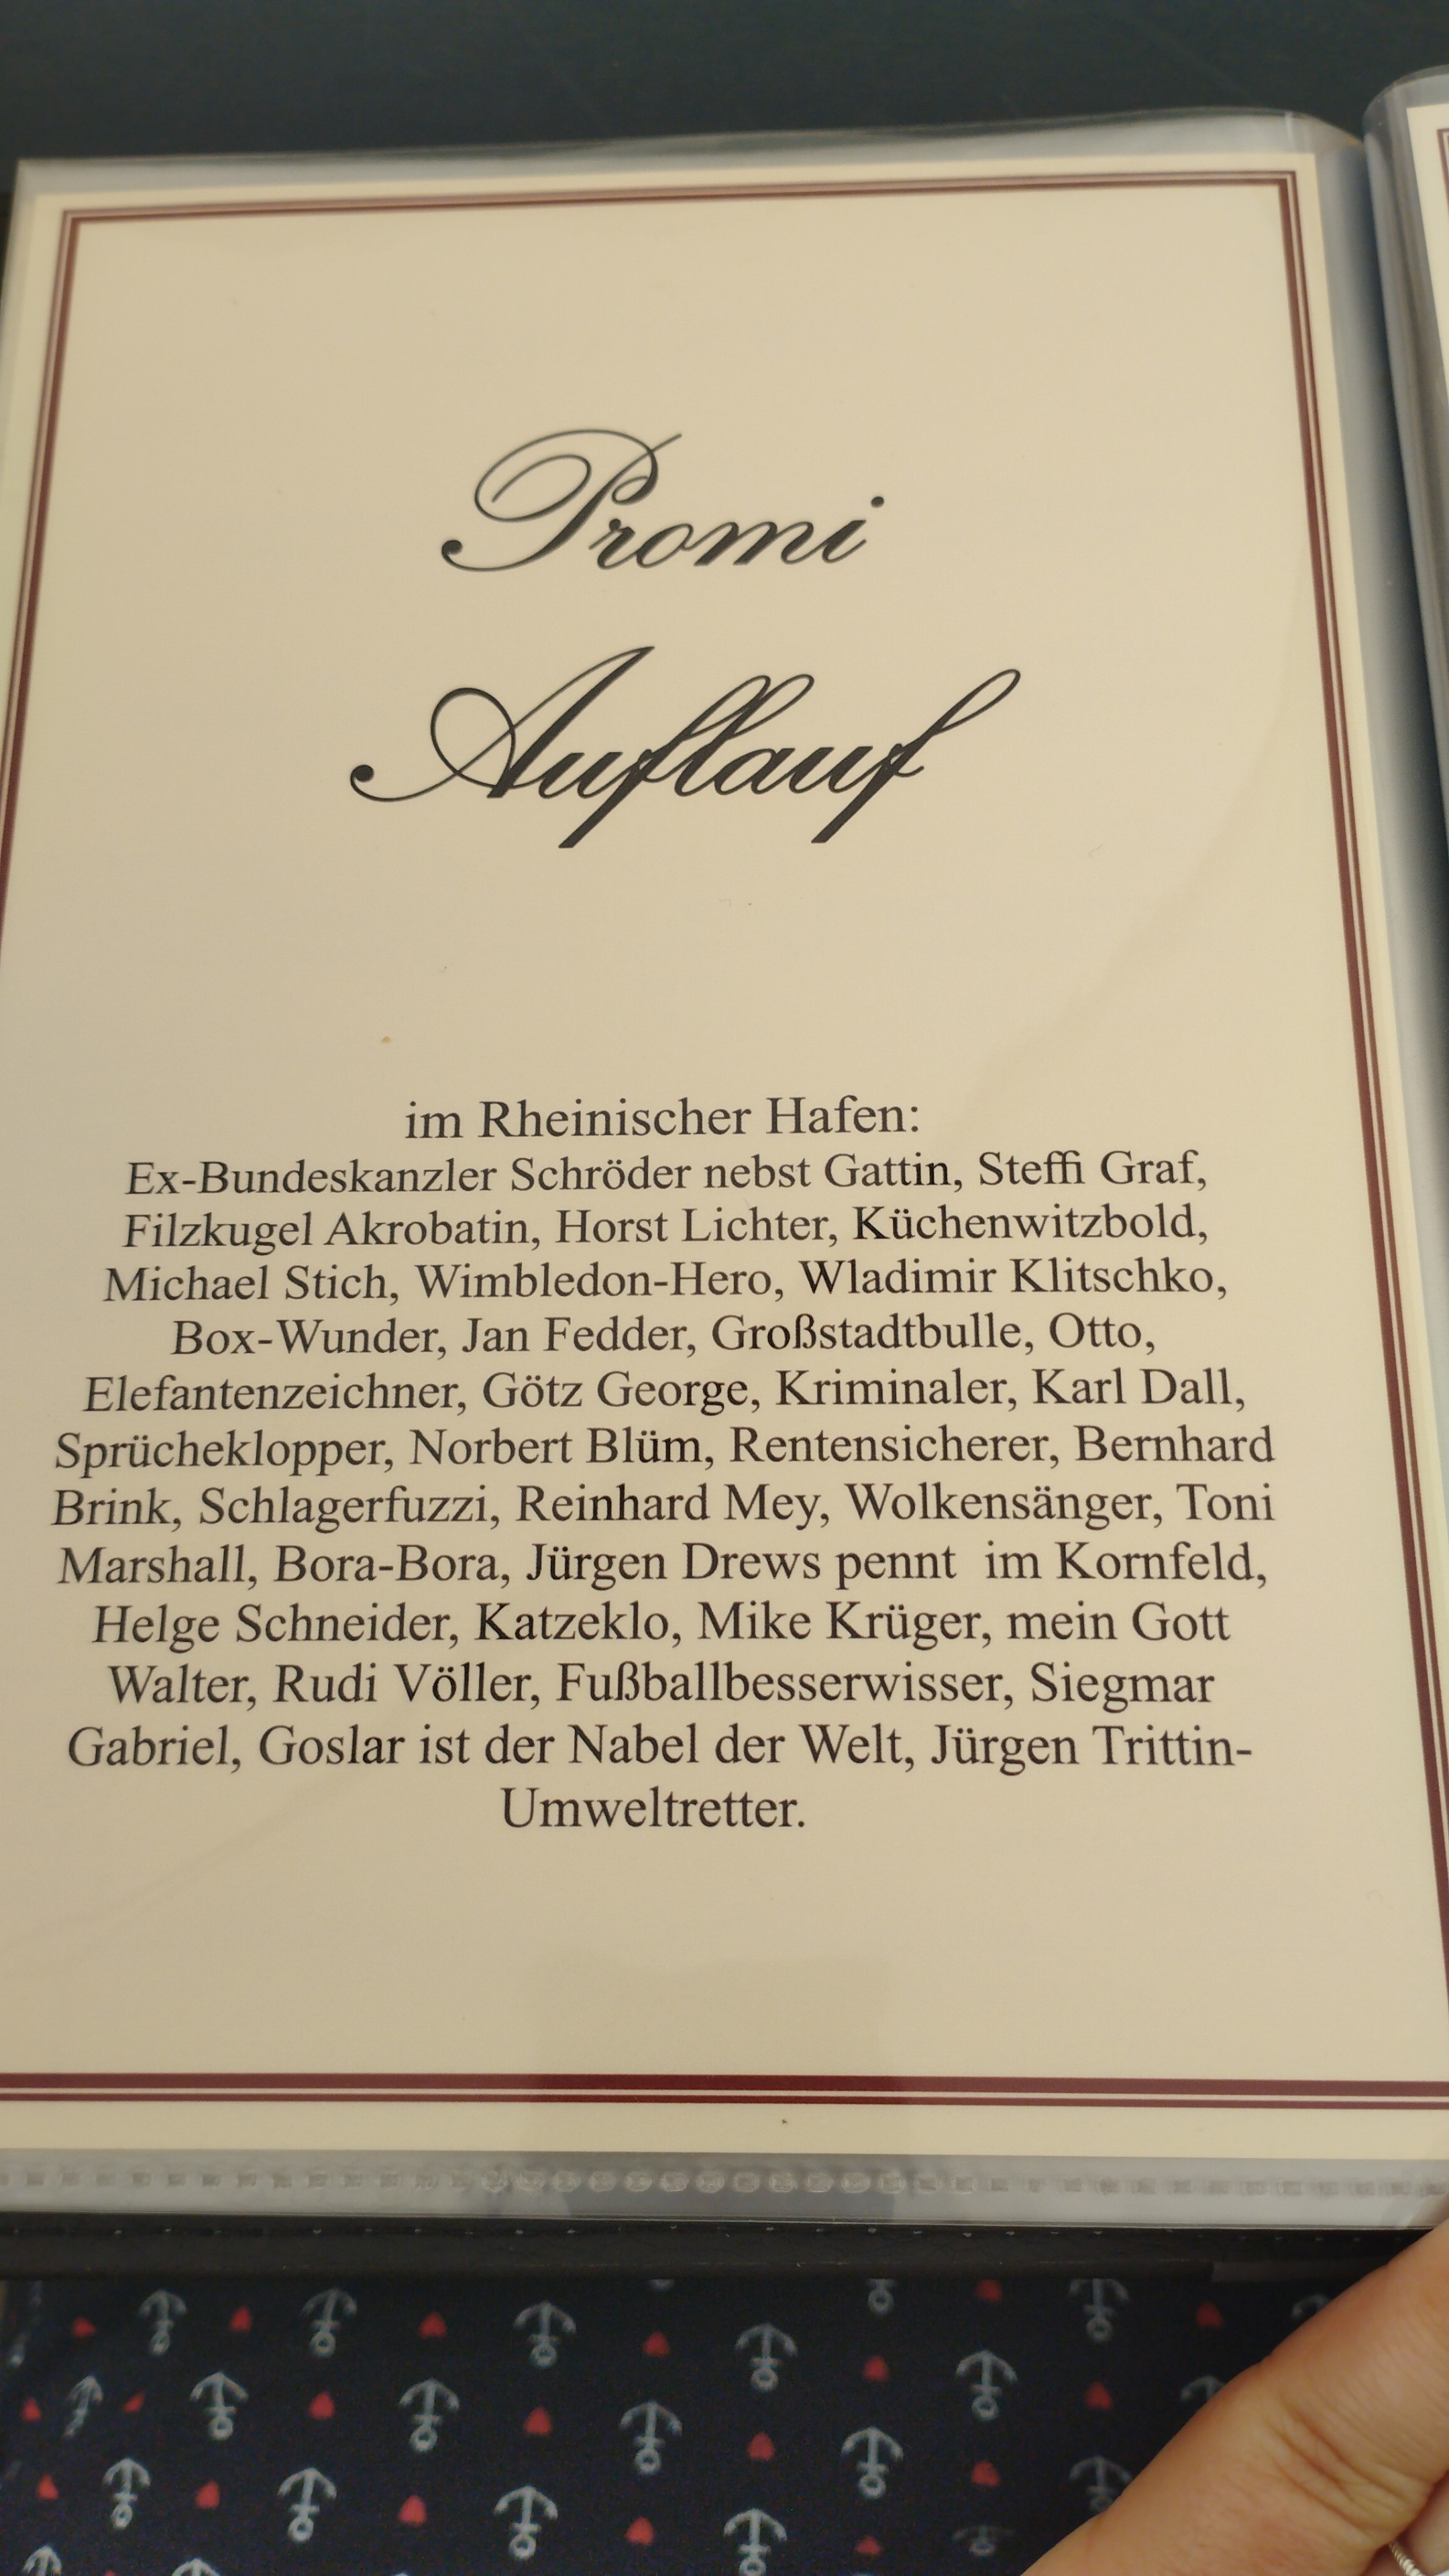 Promi
Auflauf
im Rheinischer Hafen:
Ex-Bundeskanzler Schröder nebst Gattin, Steffi Graf,
Filzkugel Akrobatin, Horst Lichter, Küchenwitzbold,
Michael Stich, Wimbledon-Hero, Wladimir Klitschko,
Box-Wunder, Jan Fedder, Großstadtbulle, Otto,
Elefantenzeichner, Götz George, Kriminaler, Karl Dall,
Sprücheklopper, Norbert Blüm, Rentensicherer, Bernhard
Brink, Schlagerfuzzi, Reinhard Mey, Wolkensänger, Toni
Marshall, Bora-Bora, Jürgen Drews pennt  im Kornfeld,
Helge Schneider, Katzeklo, Mike Krüger, mein Gott
Walter, Rudi Völler, Fußballbesserwisser, Siegmar
Gabriel, Goslar ist der Nabel der Welt, Jürgen Trittin-
Umweltretter.